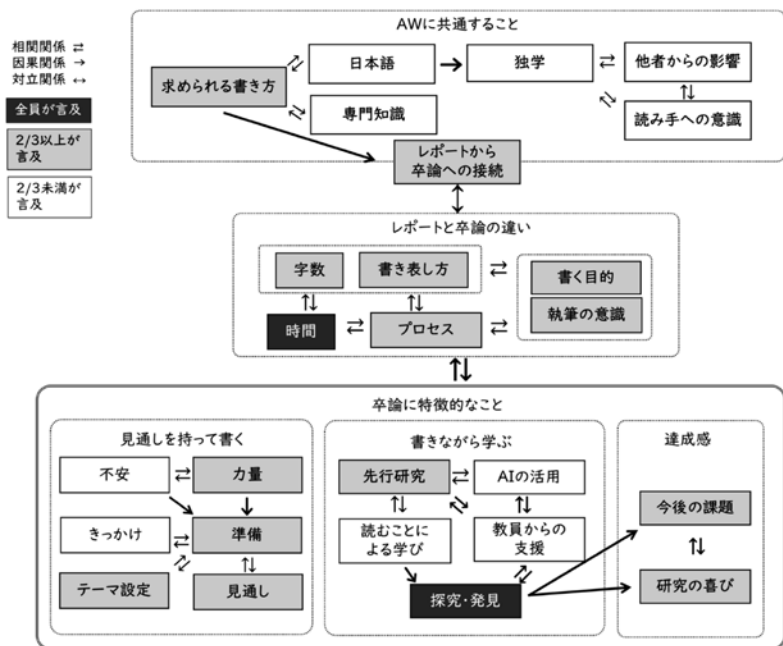 AWに共通すること
相関関係 ⇄
因果関係 →
対立関係 ↔
全員が言及
2/3以上が
言及
2/3未満が
言及
求められる書き方
日本語
独学
他者からの影響
専門知識
読み手への意識
レポートから
卒論への接続
レポートと卒論の違い
字数
書き表し方
書く目的
執筆の意識
時間
プロセス
卒論に特徴的なこと
見通しを持って書く
不安
力量
きっかけ
準備
テーマ設定
見通し
書きながら学ぶ
先行研究
AIの活用
読むことに
よる学び
教員からの
支援
探究・発見
達成感
今後の課題
研究の喜び